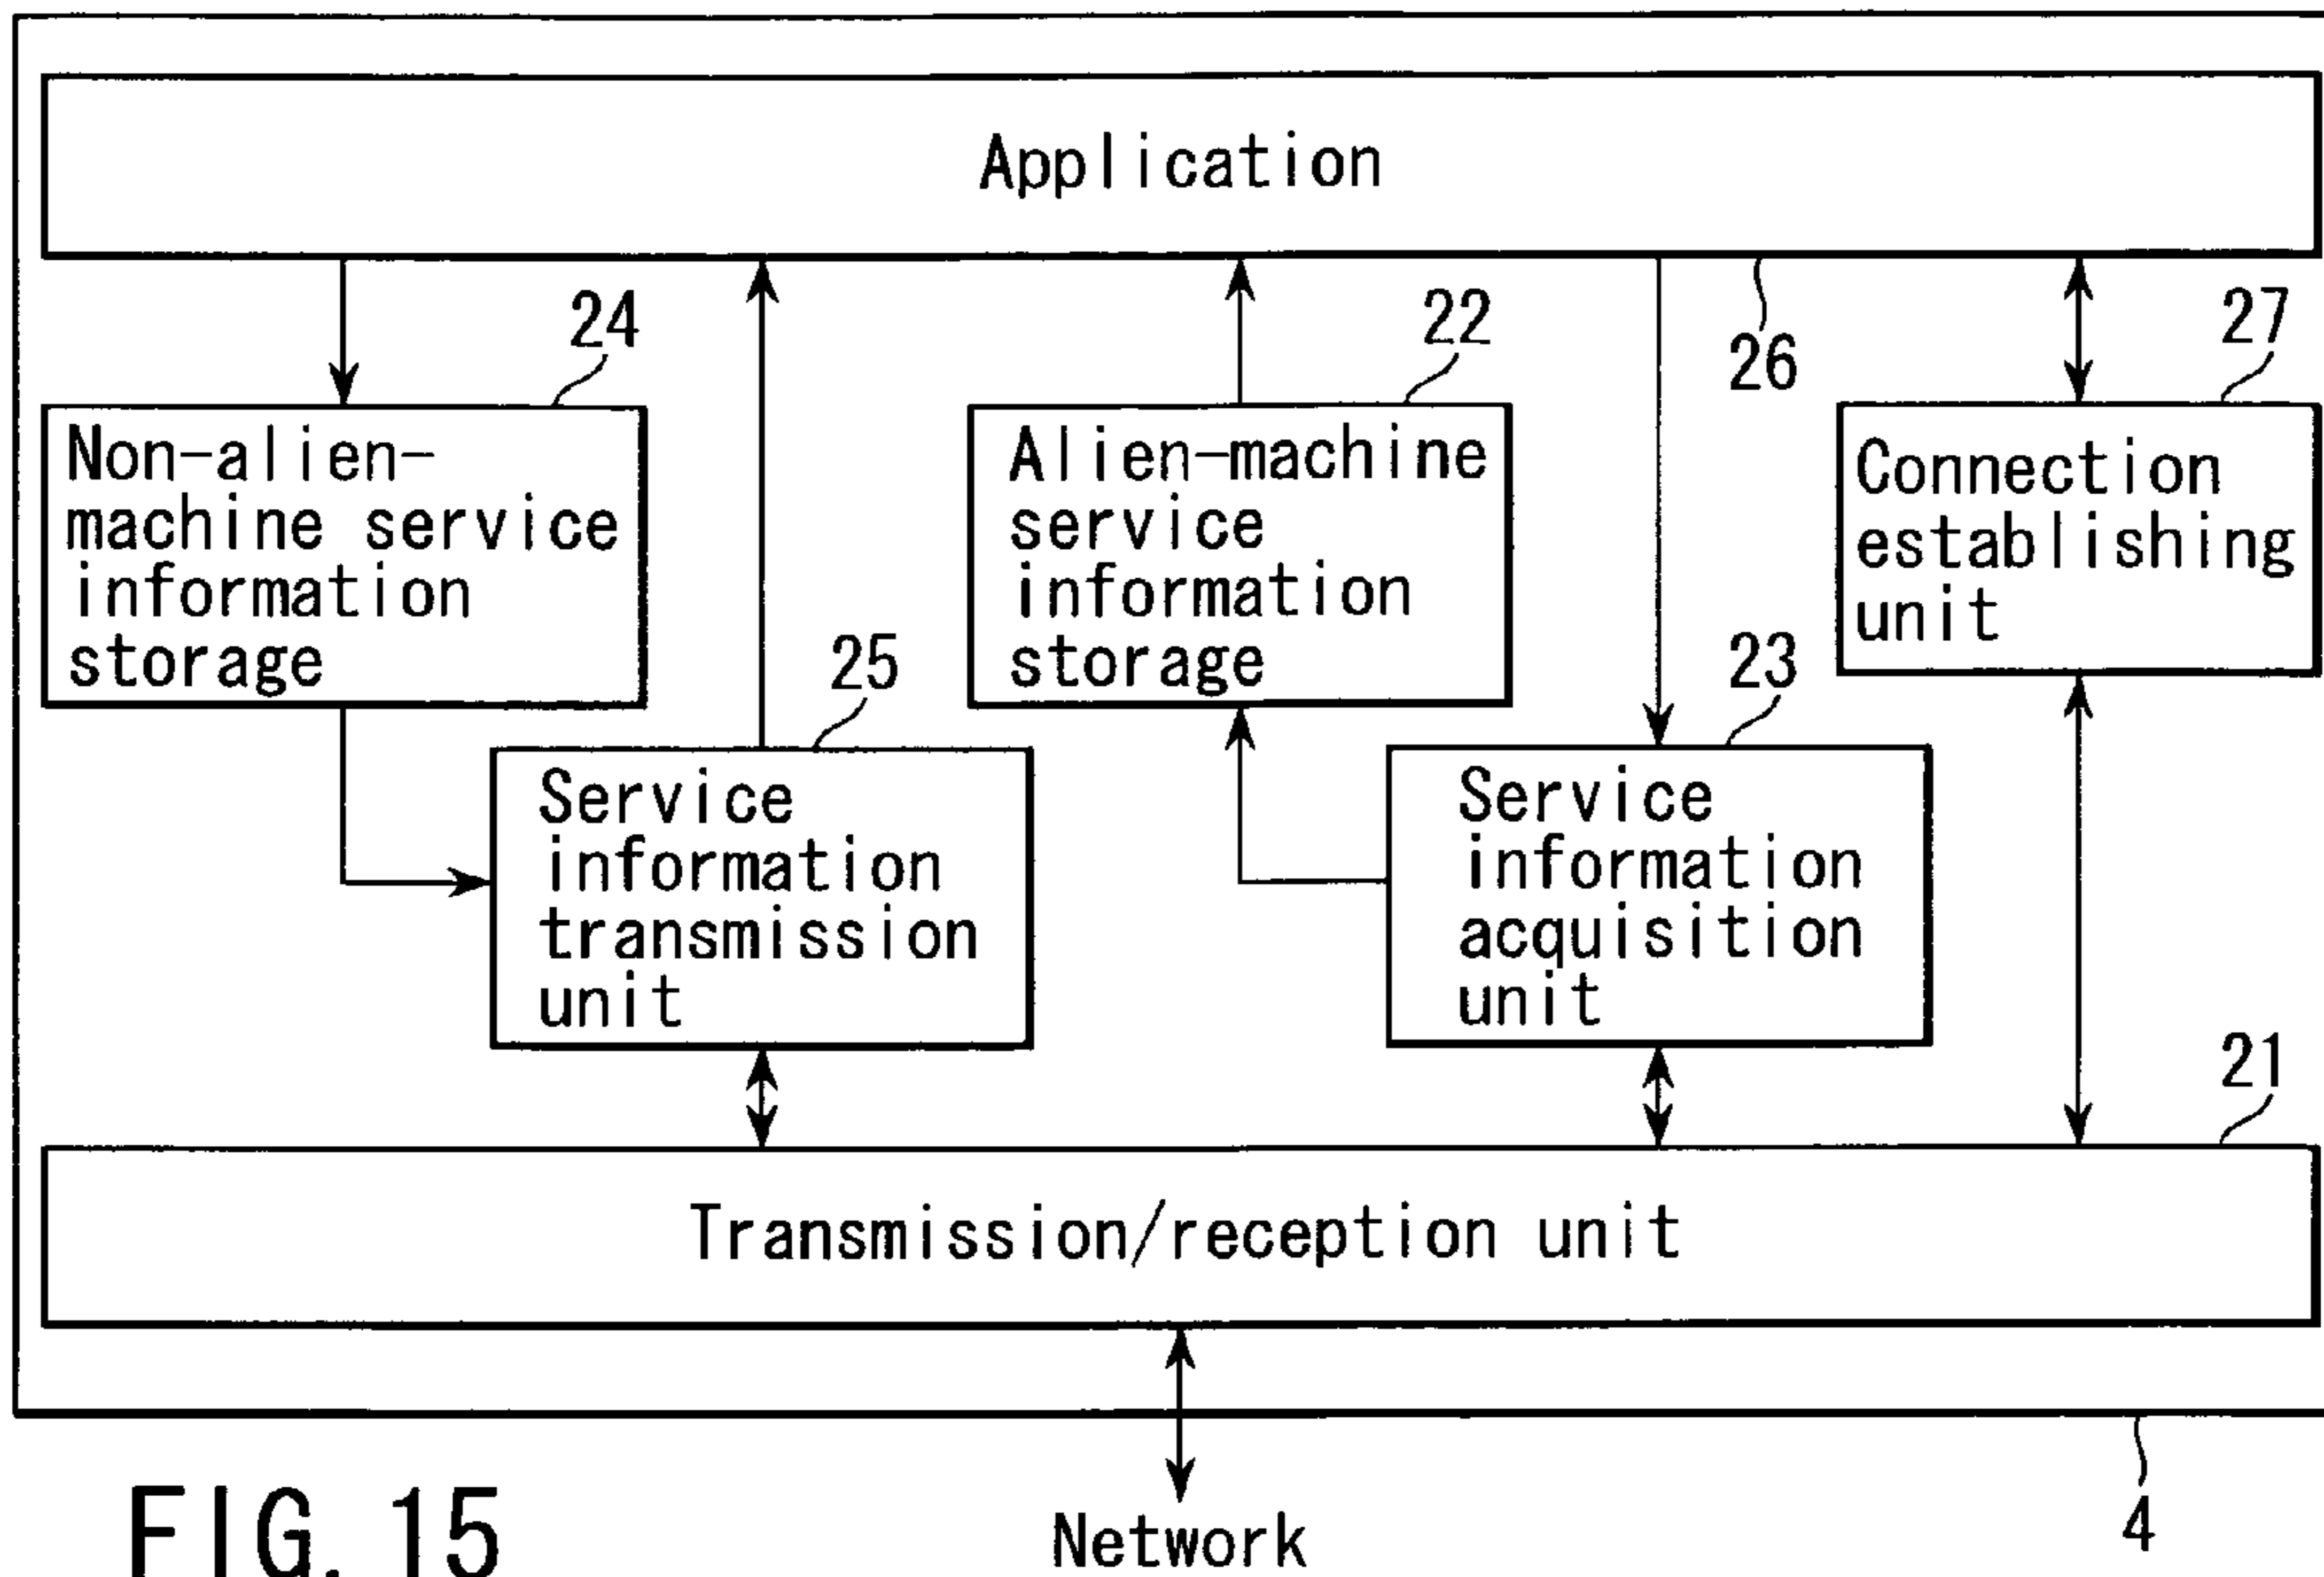 Application
24
22
26
27
Non-alien-
machine service
information
storage
Alien-machine
service
information
storage
Connection
establishing
unit
25
23
Service
information
transmission
unit
Service
information
acquisition
unit
21
Transmission/reception unit
Network
4
FIG. 15